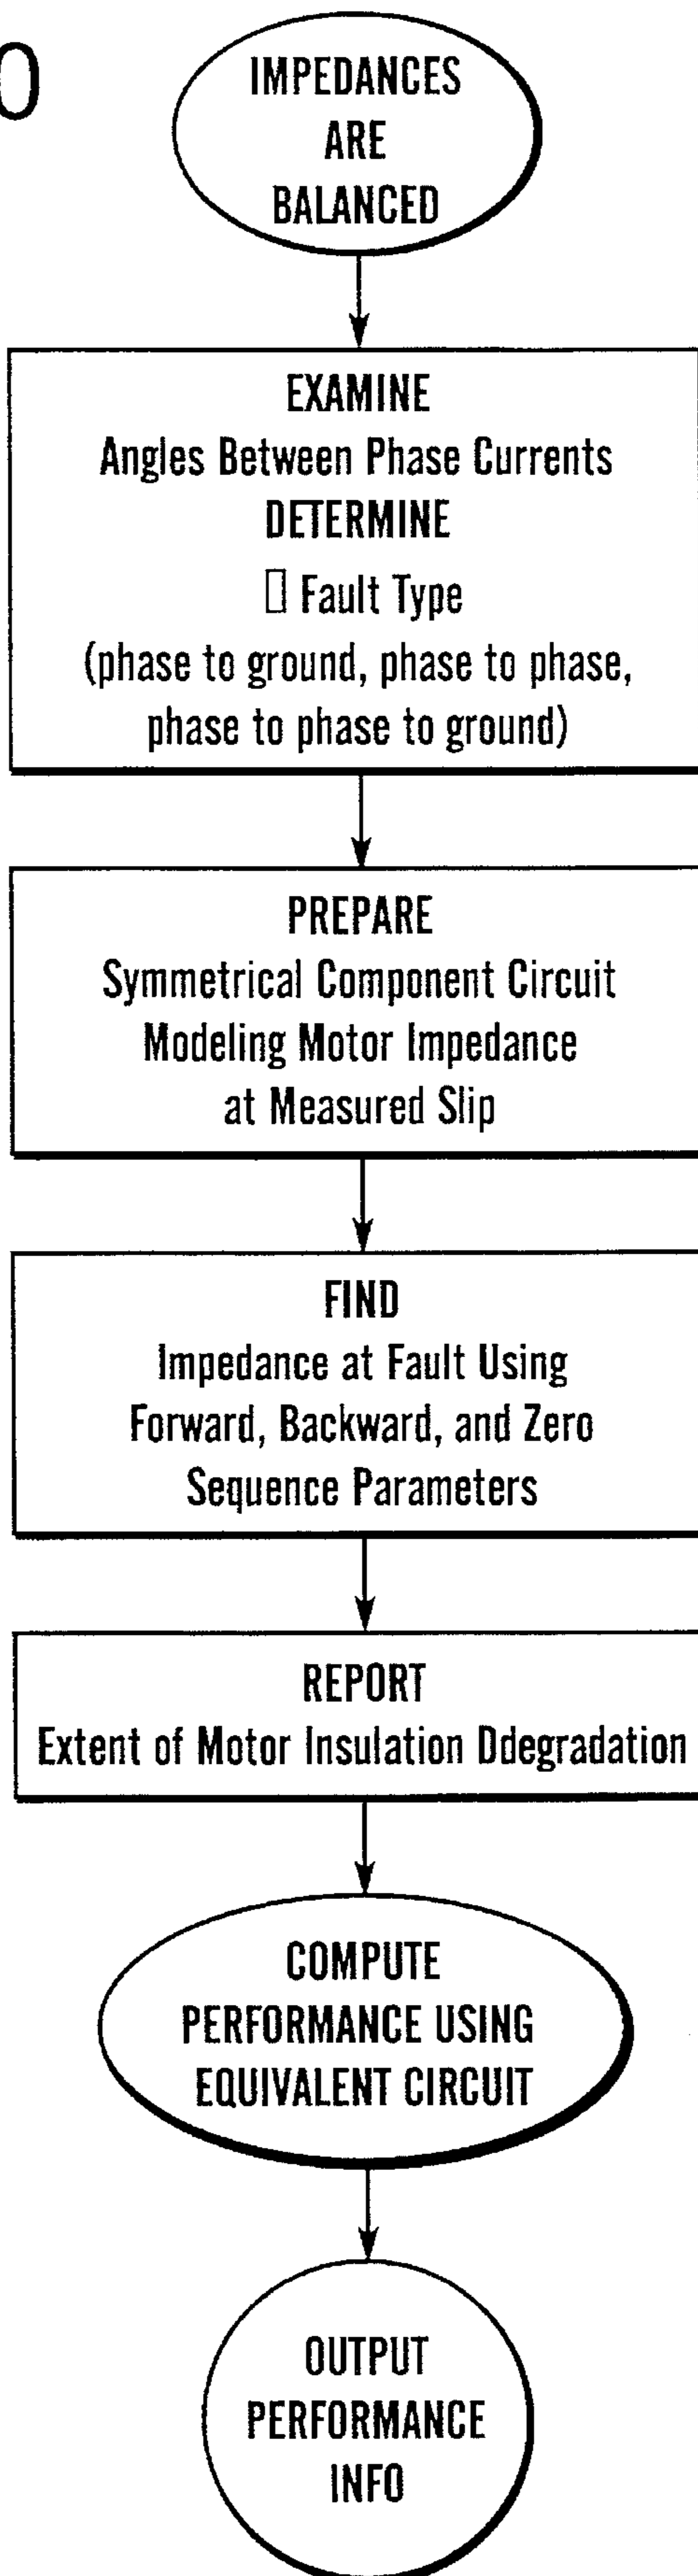 0
IMPEDANCES
ARE
BALANCED
EXAMINE
Angles Between Phase Currents
DETERMINE
▯ Fault Type
(phase to ground, phase to phase,
phase to phase to ground)
PREPARE
Symmetrical Component Circuit
Modeling Motor Impedance
at Measured Slip
FIND
Impedance at Fault Using
Forward, Backward, and Zero
Sequence Parameters
REPORT
Extent of Motor Insulation Ddegradation
COMPUTE
PERFORMANCE USING
EQUIVALENT CIRCUIT
OUTPUT
PERFORMANCE
INFO